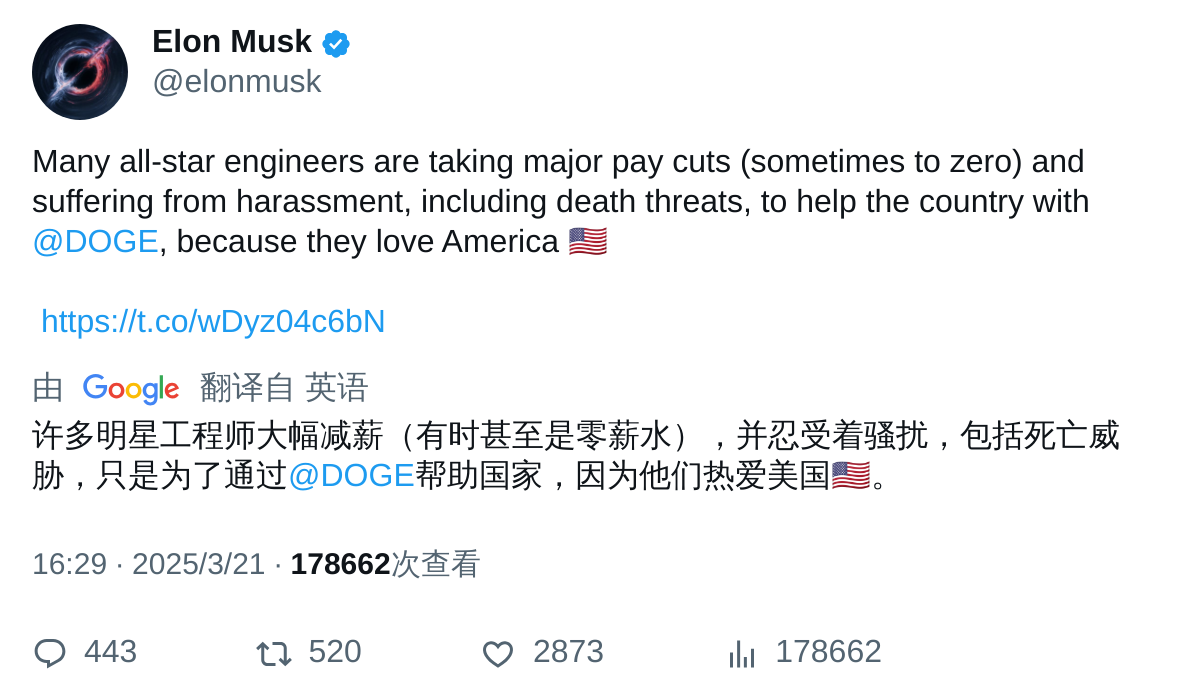 Elon Musk
@elonmusk
Many all-star engineers are taking major pay cuts (sometimes to zero) and
suffering from harassment, including death threats, to help the country with
@DOGE, because they love America 🇺🇸
https://t.co/wDyz04c6bN
由 Google 翻译自 英语
许多明星工程师大幅减薪（有时甚至是零薪水），并忍受着骚扰，包括死亡威
胁，只是为了通过@DOGE帮助国家，因为他们热爱美国🇺🇸。
16:29 · 2025/3/21 · 178662次查看
443 520 2873 178662